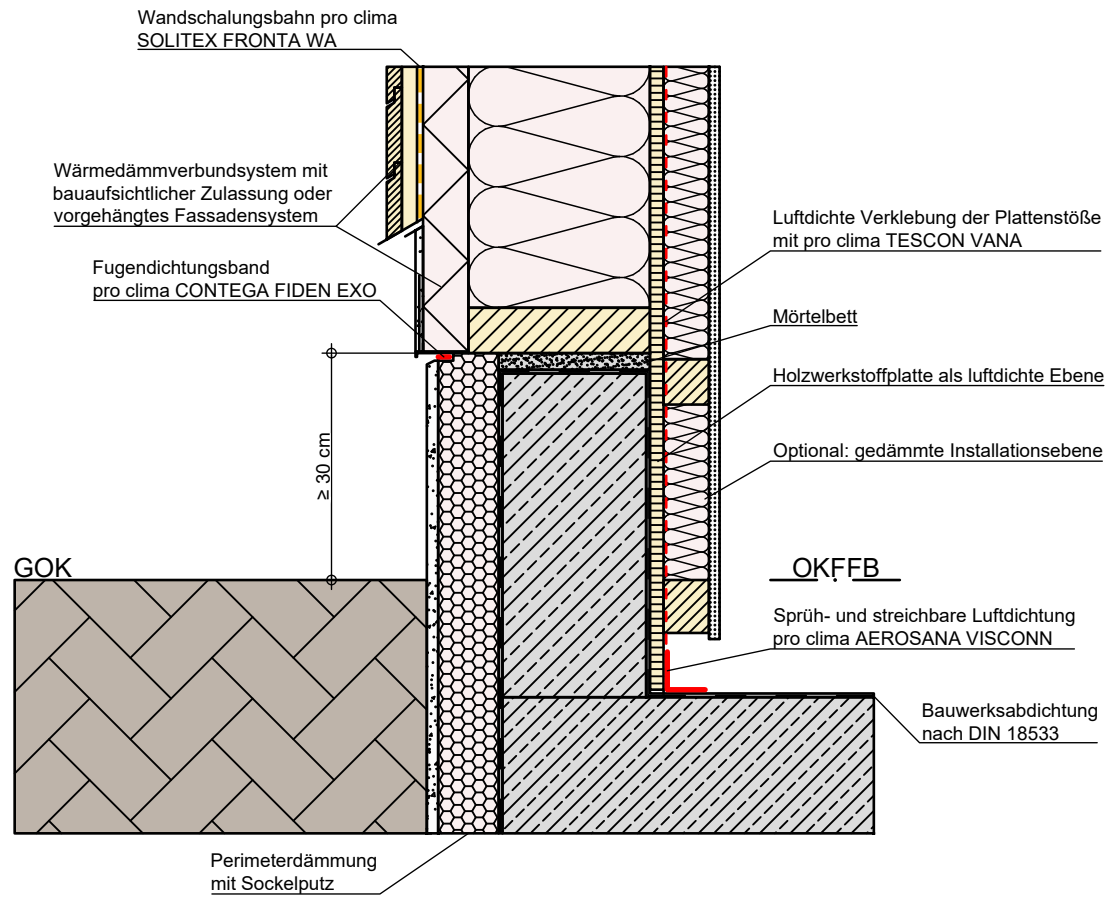 Wandschalungsbahn pro clima
SOLITEX FRONTA WA
Wärmedämmverbundsystem mit
bauaufsichtlicher Zulassung oder
vorgehängtes Fassadensystem
Fugendichtungsband
pro clima CONTEGA FIDEN EXO
≥ 30 cm
GOK
Perimeterdämmung
mit Sockelputz
Luftdichte Verklebung der Plattenstöße
mit pro clima TESCON VANA
Mörtelbett
Holzwerkstoffplatte als luftdichte Ebene
Optional: gedämmte Installationsebene
OKFFB
Sprüh- und streichbare Luftdichtung
pro clima AEROSANA VISCONN
Bauwerksabdichtung
nach DIN 18533